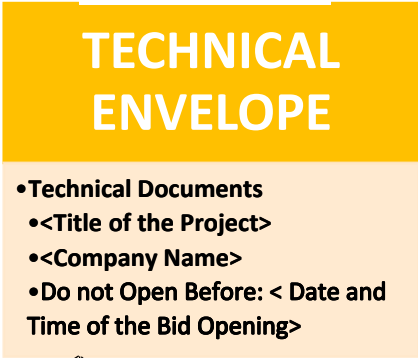 TECHNICAL
ENVELOPE
•Technical Documents
•<Title of the Project>
•<Company Name>
•Do not Open Before: < Date and
Time of the Bid Opening>